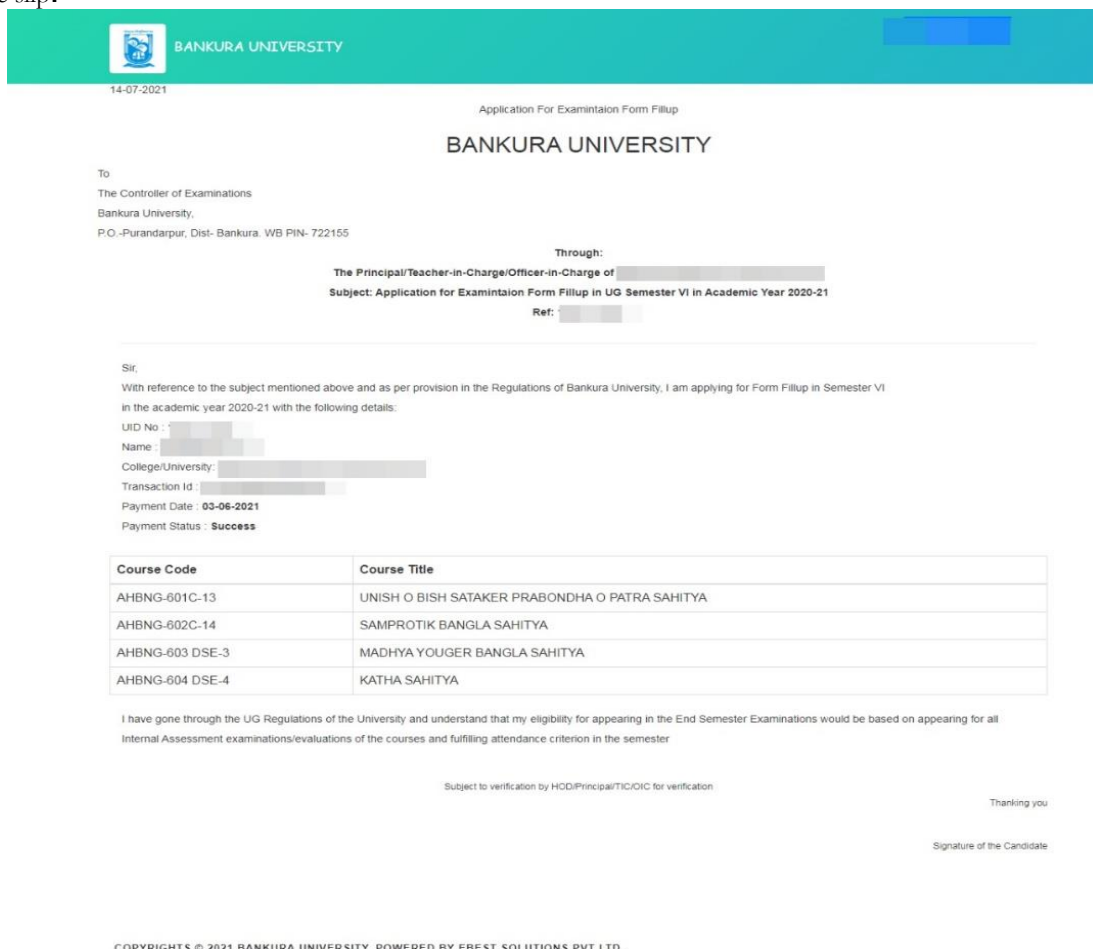 slip.
BANKURA UNIVERSITY
14-07-2021
Application For Examintaion Form Fillup
BANKURA UNIVERSITY
To
The Controller of Examinations
Bankura University,
P.O.-Purandarpur, Dist- Bankura. WB PIN- 722155
Through:
The Principal/Teacher-in-Charge/Officer-in-Charge of
Subject: Application for Examintaion Form Fillup in UG Semester VI in Academic Year 2020-21
Ref:
Sir,
With reference to the subject mentioned above and as per provision in the Regulations of Bankura University, I am applying for Form Fillup in Semester VI
in the academic year 2020-21 with the following details:
UID No :
Name :
College/University:
Transaction Id :
Payment Date : 03-06-2021
Payment Status : Success
Course Code Course Title
AHBNG-601C-13 UNISH O BISH SATAKER PRABONDHA O PATRA SAHITYA
AHBNG-602C-14 SAMPROTIK BANGLA SAHITYA
AHBNG-603 DSE-3 MADHYA YOUGER BANGLA SAHITYA
AHBNG-604 DSE-4 KATHA SAHITYA
I have gone through the UG Regulations of the University and understand that my eligibility for appearing in the End Semester Examinations would be based on appearing for all
Internal Assessment examinations/evaluations of the courses and fulfilling attendance criterion in the semester
Subject to verification by HOD/Principal/TIC/OIC for verification
Thanking you
Signature of the Candidate
COPYRIGHTS © 2021 BANKURA UNIVERSITY. POWERED BY EBEST SOLUTIONS PVT LTD